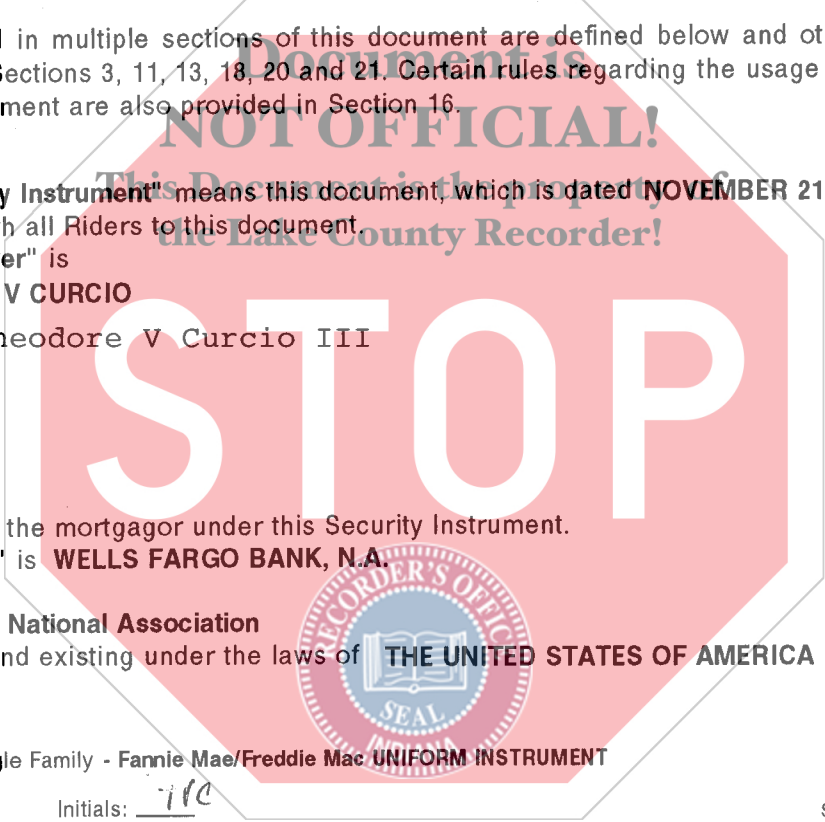 in multiple sections of this document are defined below and ot
Sections 3, 11, 13, 18, 20 and 21. Certain rules regarding the usage
ment are also provided in Section 16.
Document is
NOT OFFICIAL!
This Document is the property of
the Lake County Recorder!
y Instrument" means this document, which is dated NOVEMBER 21
h all Riders to this document.
er" is
V CURCIO
heodore V Curcio III
STOP
the mortgagor under this Security Instrument.
" is WELLS FARGO BANK, N.A.
National Association
nd existing under the laws of THE UNITED STATES OF AMERICA
RECORDER'S OFFICE
SEAL
INDIANA
gle Family - Fannie Mae/Freddie Mac UNIFORM INSTRUMENT
Initials: TVC